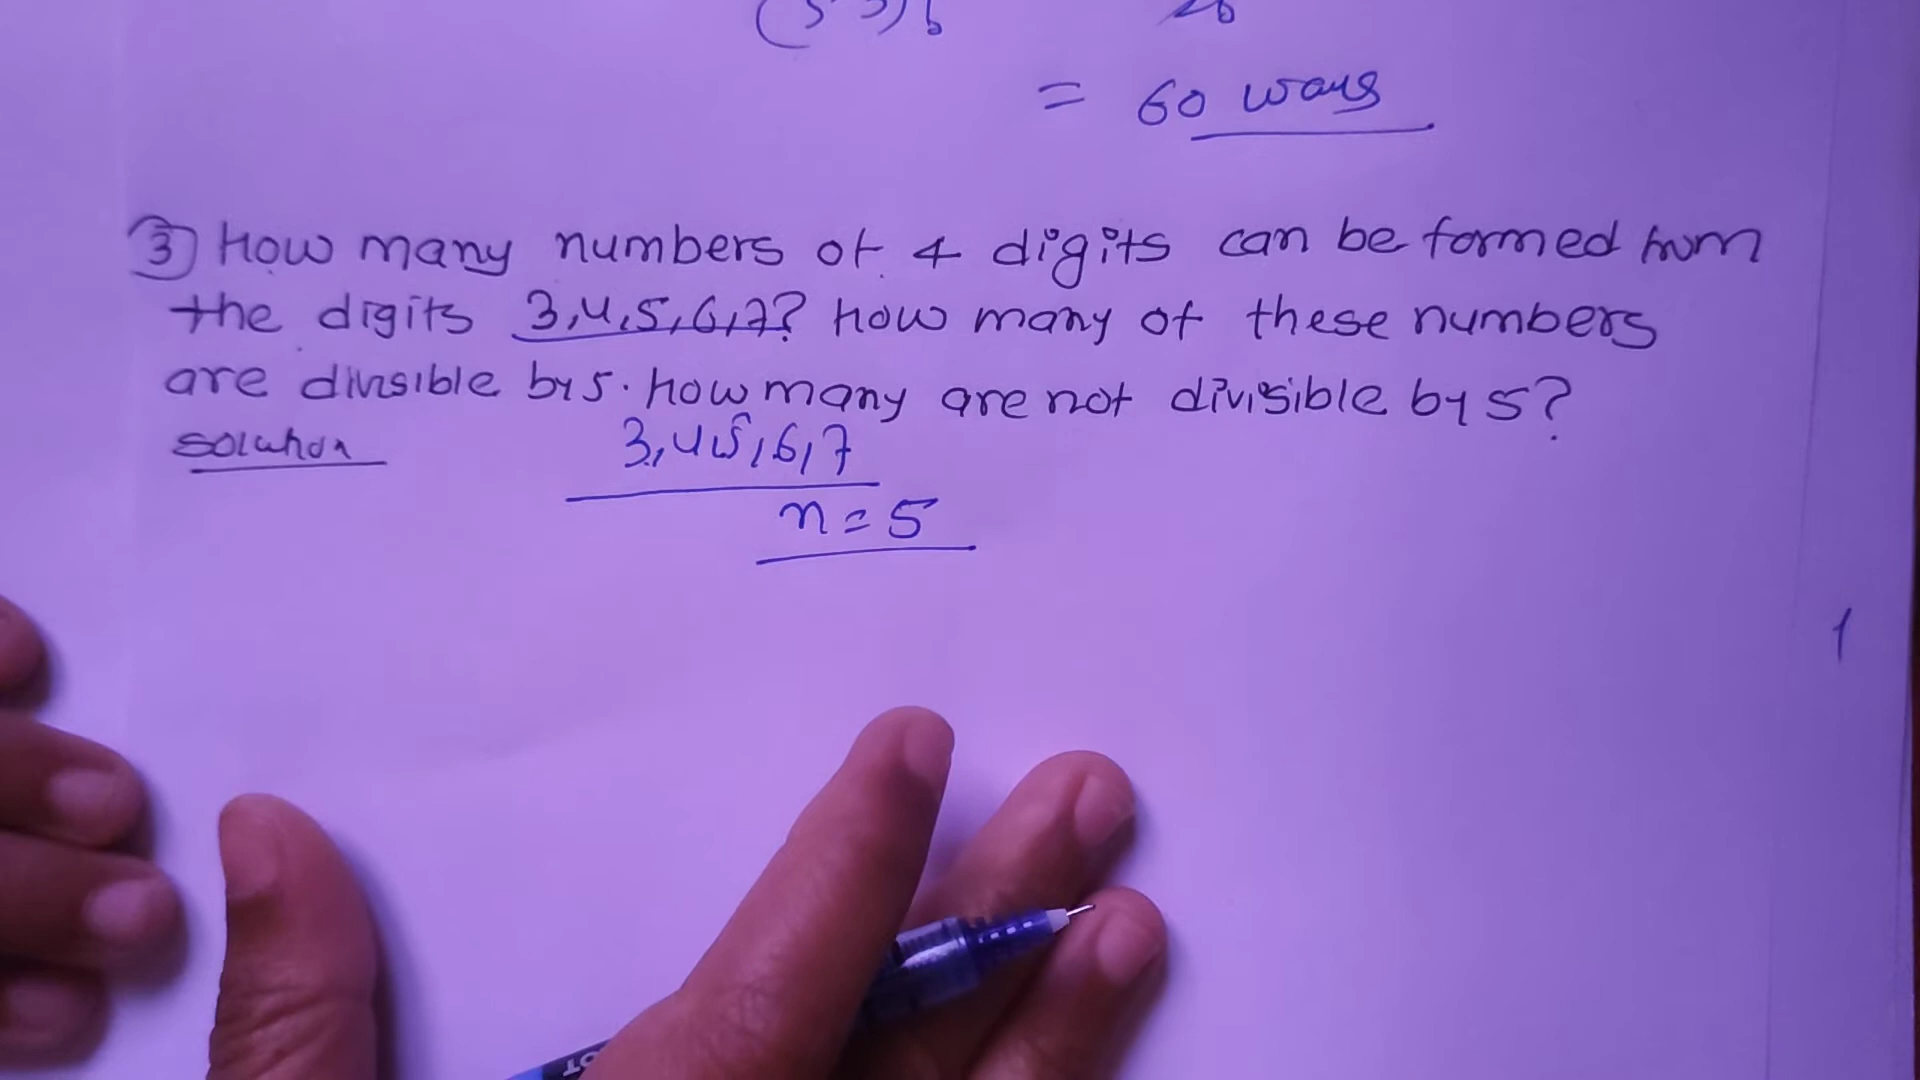 = 60 ways
③ How many numbers of 4 digits can be formed from
the digits 3,4,5,6,7? How many of these numbers
are divisible by 5. how many are not divisible by 5?
solution
3,4,5,6,7
n=5